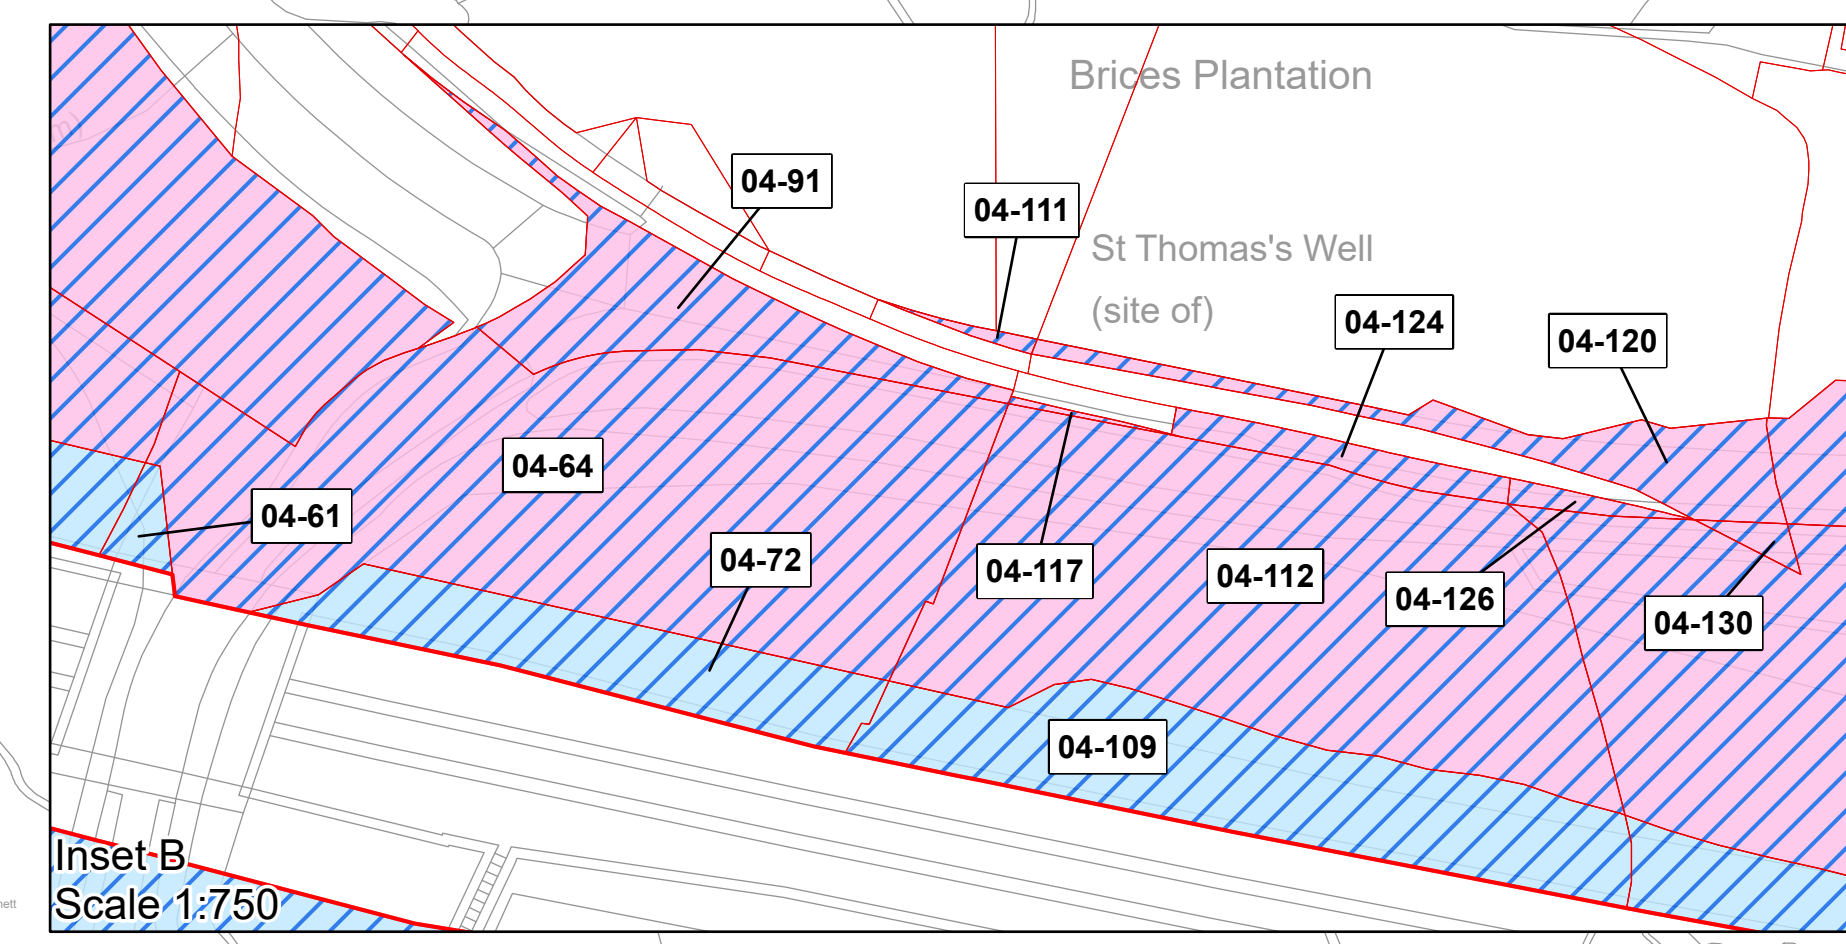 Brices Plantation
m)
04-91
04-111
St Thomas's Well
(site of)
04-124
04-120
04-64
04-61
04-72
04-117
04-112
04-126
04-130
04-109
Inset B
Scale 1:750